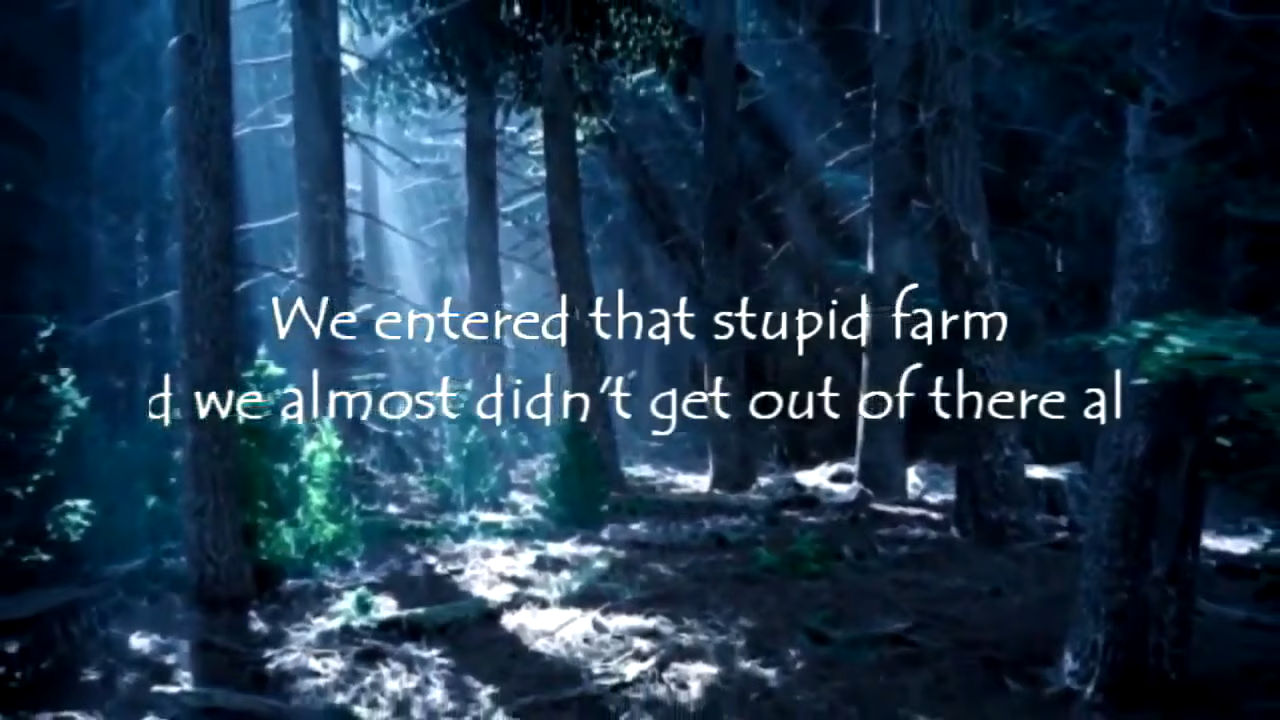 We entered that stupid farm
d we almost didn't get out of there al